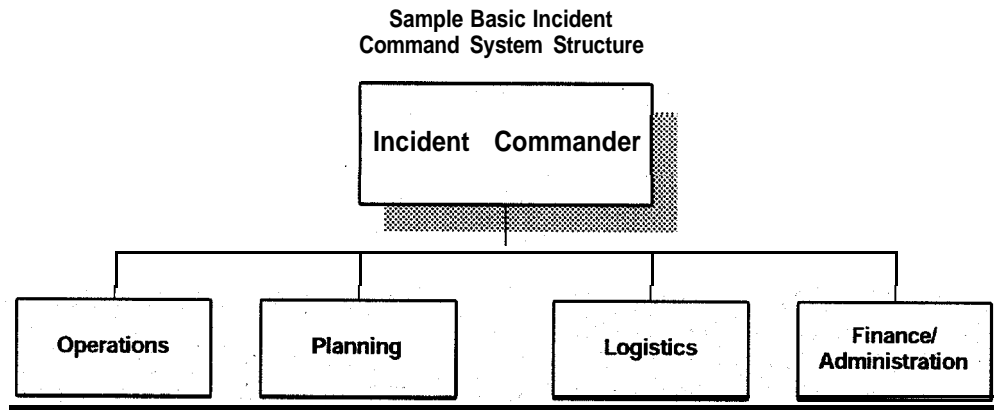 Sample Basic Incident
Command System Structure
Incident Commander
Operations
Planning
Logistics
Finance/
Administration